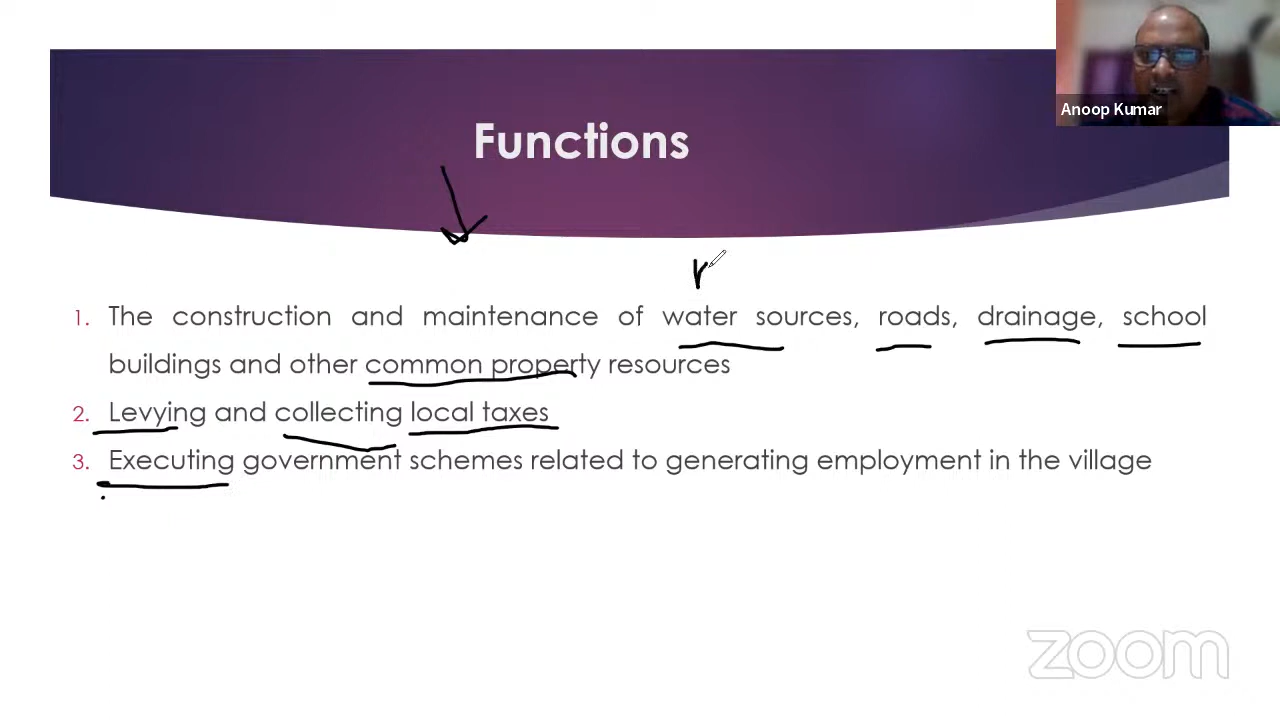 Anoop Kumar
Functions
r
1. The construction and maintenance of water sources, roads, drainage, school
buildings and other common property resources
2. Levying and collecting local taxes
3. Executing government schemes related to generating employment in the village
zoom